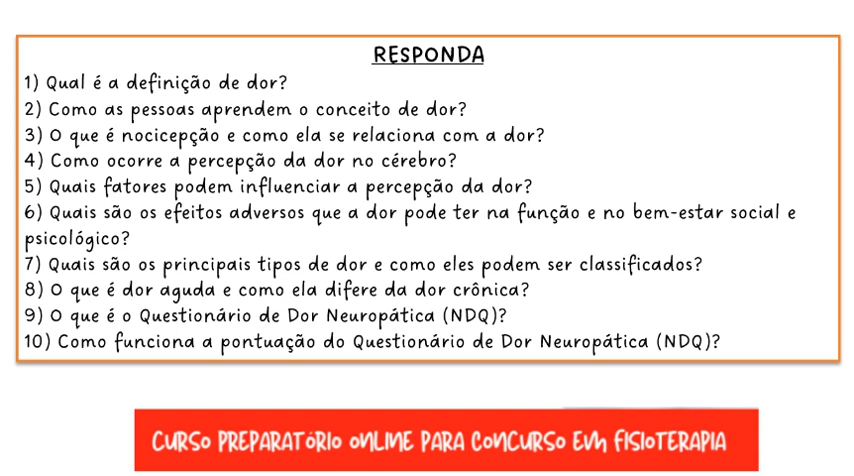 RESPONDA
1) Qual é a definição de dor?
2) Como as pessoas aprendem o conceito de dor?
3) O que é nocicepção e como ela se relaciona com a dor?
4) Como ocorre a percepção da dor no cérebro?
5) Quais fatores podem influenciar a percepção da dor?
6) Quais são os efeitos adversos que a dor pode ter na função e no bem-estar social e
psicológico?
7) Quais são os principais tipos de dor e como eles podem ser classificados?
8) O que é dor aguda e como ela difere da dor crônica?
9) O que é o Questionário de Dor Neuropática (NDQ)?
10) Como funciona a pontuação do Questionário de Dor Neuropática (NDQ)?
CURSO PREPARATÓRIO ONLINE PARA CONCURSO EM FISIOTERAPIA